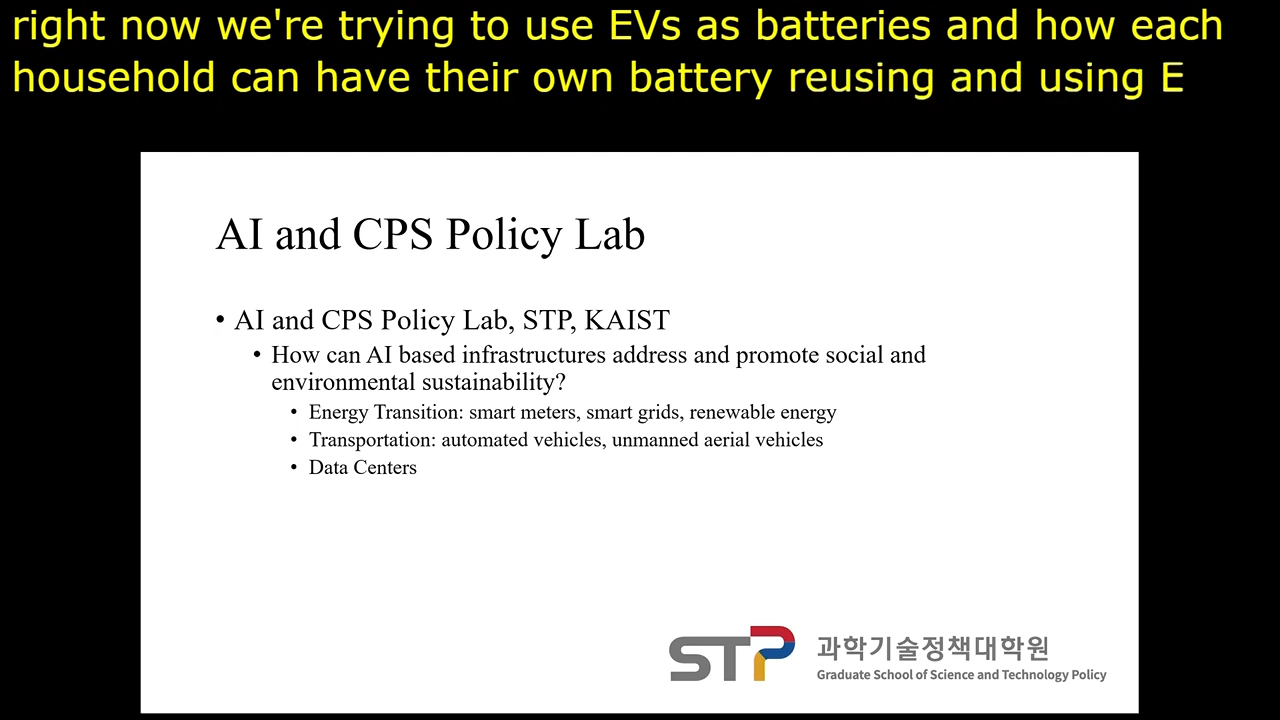 right now we're trying to use EVs as batteries and how each
household can have their own battery reusing and using E
AI and CPS Policy Lab
• AI and CPS Policy Lab, STP, KAIST
• How can AI based infrastructures address and promote social and
environmental sustainability?
• Energy Transition: smart meters, smart grids, renewable energy
• Transportation: automated vehicles, unmanned aerial vehicles
• Data Centers
STP
과학기술정책대학원
Graduate School of Science and Technology Policy